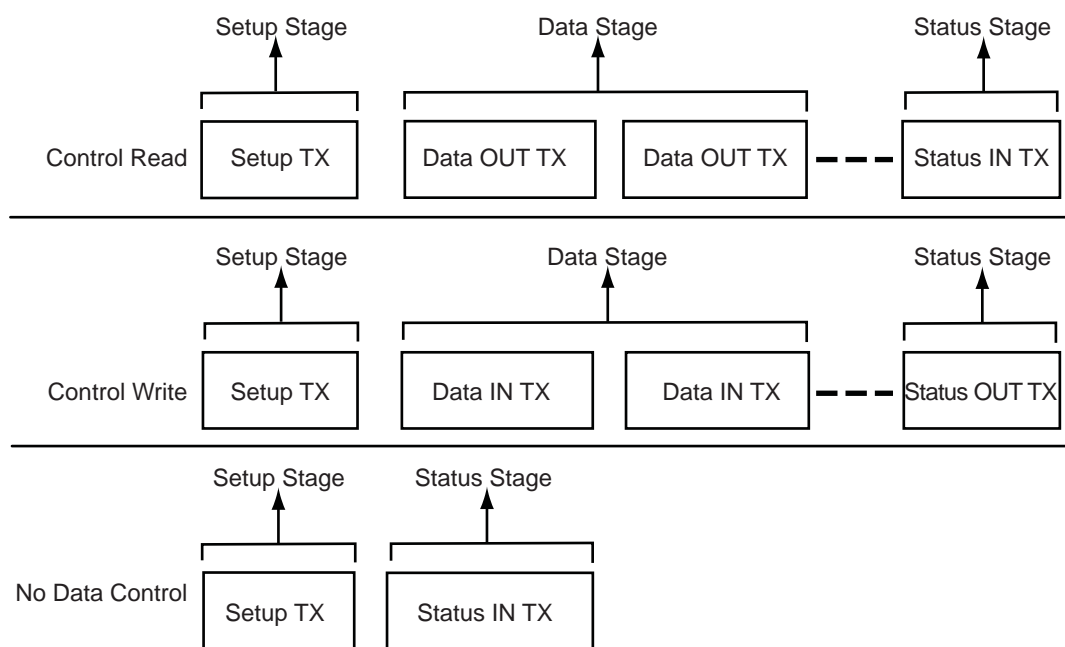 Setup Stage Data Stage Status Stage
Control Read Setup TX Data OUT TX Data OUT TX Status IN TX
Setup Stage Data Stage Status Stage
Control Write Setup TX Data IN TX Data IN TX Status OUT TX
Setup Stage Status Stage
No Data Control Setup TX Status IN TX